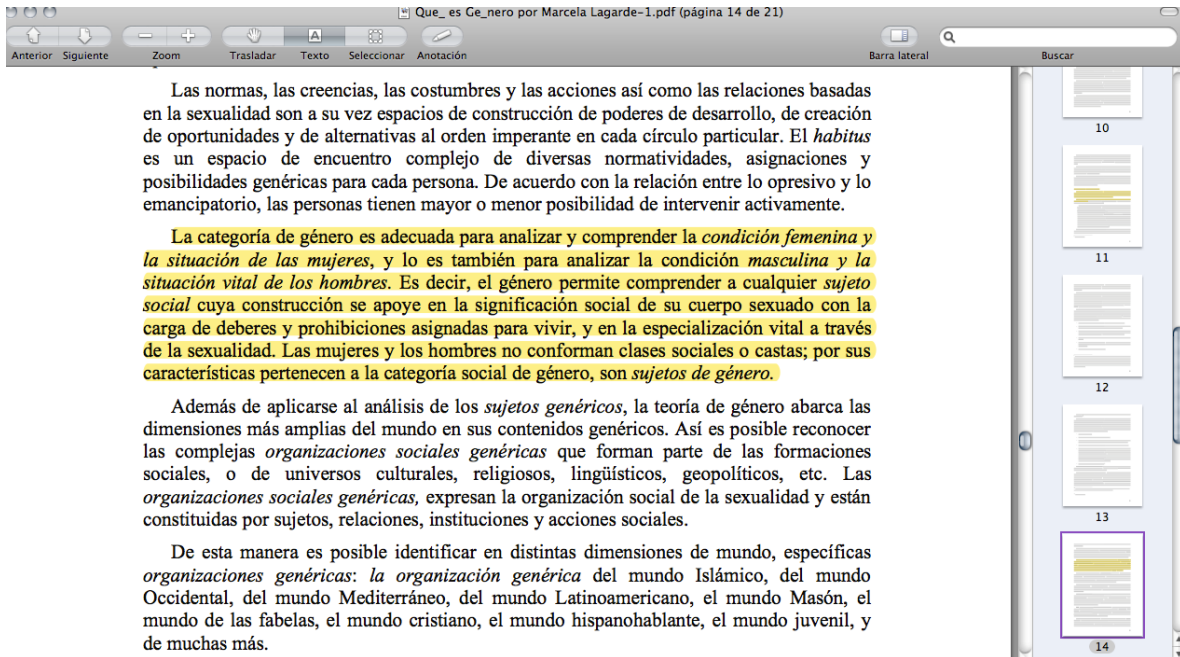 Que_ es Ge_nero por Marcela Lagarde-1.pdf (página 14 de 21)
Anterior Siguiente Zoom Trasladar Texto Seleccionar Anotación Barra lateral Buscar
Las normas, las creencias, las costumbres y las acciones así como las relaciones basadas
en la sexualidad son a su vez espacios de construcción de poderes de desarrollo, de creación
de oportunidades y de alternativas al orden imperante en cada círculo particular. El habitus
es un espacio de encuentro complejo de diversas normatividades, asignaciones y
posibilidades genéricas para cada persona. De acuerdo con la relación entre lo opresivo y lo
emancipatorio, las personas tienen mayor o menor posibilidad de intervenir activamente.
La categoría de género es adecuada para analizar y comprender la condición femenina y
la situación de las mujeres, y lo es también para analizar la condición masculina y la
situación vital de los hombres. Es decir, el género permite comprender a cualquier sujeto
social cuya construcción se apoye en la significación social de su cuerpo sexuado con la
carga de deberes y prohibiciones asignadas para vivir, y en la especialización vital a través
de la sexualidad. Las mujeres y los hombres no conforman clases sociales o castas; por sus
características pertenecen a la categoría social de género, son sujetos de género.
Además de aplicarse al análisis de los sujetos genéricos, la teoría de género abarca las
dimensiones más amplias del mundo en sus contenidos genéricos. Así es posible reconocer
las complejas organizaciones sociales genéricas que forman parte de las formaciones
sociales, o de universos culturales, religiosos, lingüísticos, geopolíticos, etc. Las
organizaciones sociales genéricas, expresan la organización social de la sexualidad y están
constituidas por sujetos, relaciones, instituciones y acciones sociales.
De esta manera es posible identificar en distintas dimensiones de mundo, específicas
organizaciones genéricas: la organización genérica del mundo Islámico, del mundo
Occidental, del mundo Mediterráneo, del mundo Latinoamericano, el mundo Masón, el
mundo de las fabelas, el mundo cristiano, el mundo hispanohablante, el mundo juvenil, y
de muchas más.
10
11
12
13
14